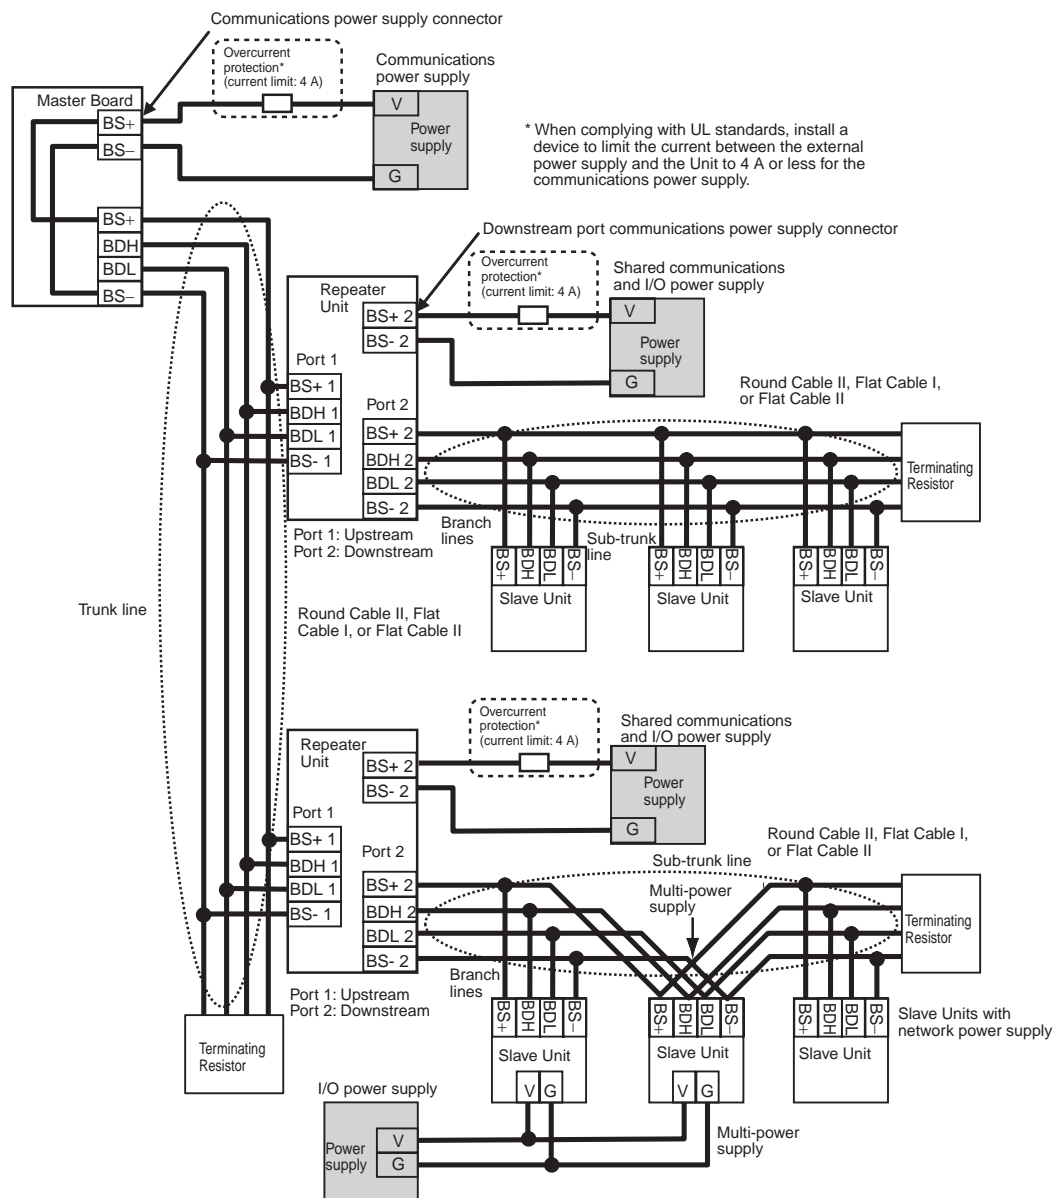 Communications power supply connector
Overcurrent
protection*
(current limit: 4 A)
Communications
power supply
Master Board
BS+
BS−
V
Power
supply
G
* When complying with UL standards, install a
device to limit the current between the external
power supply and the Unit to 4 A or less for the
communications power supply.
BS+
BDH
BDL
BS−
Downstream port communications power supply connector
Overcurrent
protection*
(current limit: 4 A)
Shared communications
and I/O power supply
Repeater
Unit
BS+ 2
BS- 2
V
Power
supply
G
Port 1
BS+ 1
BDH 1
BDL 1
BS- 1
Port 2
BS+ 2
BDH 2
BDL 2
BS- 2
Round Cable II, Flat Cable I,
or Flat Cable II
Terminating
Resistor
Port 1: Upstream
Port 2: Downstream
Branch
lines
Sub-trunk
line
BS+
BDH
BDL
BS−
Slave Unit
BS+
BDH
BDL
BS−
Slave Unit
BS+
BDH
BDL
BS−
Slave Unit
Trunk line
Round Cable II, Flat
Cable I, or Flat Cable II
Overcurrent
protection*
(current limit: 4 A)
Shared communications
and I/O power supply
Repeater
Unit
BS+ 2
BS- 2
V
Power
supply
G
Port 1
BS+ 1
BDH 1
BDL 1
BS- 1
Port 2
BS+ 2
BDH 2
BDL 2
BS- 2
Round Cable II, Flat Cable I,
or Flat Cable II
Sub-trunk line
Multi-power
supply
Terminating
Resistor
Branch
lines
Port 1: Upstream
Port 2: Downstream
BS+
BDH
BDL
BS−
Slave Unit
V
G
BS+
BDH
BDL
BS−
Slave Unit
V
G
BS+
BDH
BDL
BS−
Slave Unit
Slave Units with
network power supply
Terminating
Resistor
I/O power supply
Power
supply
V
G
Multi-power
supply